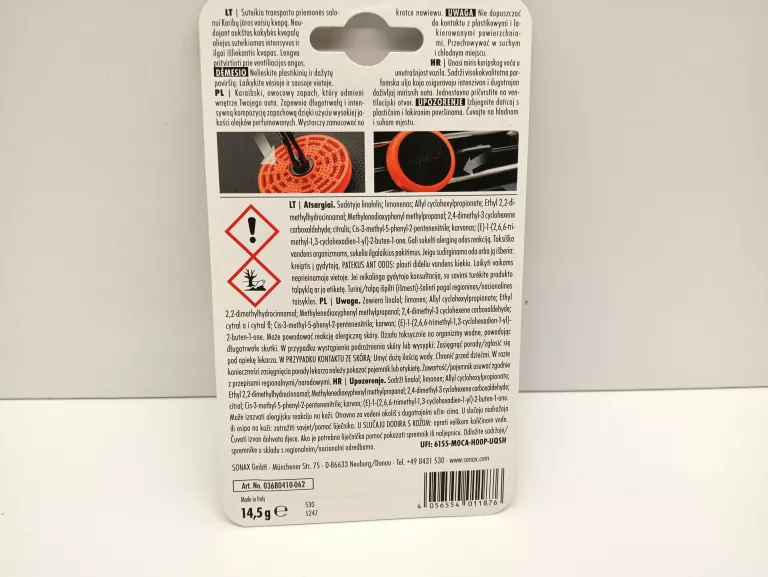 LT | Suteikia transporto priemonės salo-
nui Karibų jūros vaisių kvapą. Nau-
dojant aukštos kokybės kvepalų
aliejus suteikiamas intensyvus ir
ilgai išliekantis kvapas. Lengva
pritvirtinti prie ventiliacijos angos.
DĖMESIO Nelieskite plastikinių ir dažytų
paviršių. Laikykite vėsioje ir sausoje vietoje.
PL | Karaibski, owocowy zapach, który odmieni
wnętrze Twojego auta. Zapewnia długotrwałą i inten-
sywną kompozycję zapachową dzięki użyciu wysokiej ja-
kości olejków perfumowanych. Wystarczy zamocować na
kratce nawiewu. UWAGA Nie dopuszczać
do kontaktu z plastikowymi i la-
kierowanymi powierzchnia-
mi. Przechowywać w suchym
i chłodnym miejscu.
HR | Unosi miris karipskog voća u
unutrašnjost vozila. Sadrži visokokvalitetna par-
femska ulja koja osiguravaju intenzivan i dugotrajan
doživljaj mirisnih nota. Jednostavno pričvrstite na ven-
tilacijski otvor. UPOZORENJE Izbjegnite doticaj s
plastičnim i lakiranim površinama. Čuvajte na hladnom
i suhom mjestu.
SONAX
LT | Atsargiai. Sudėtyje linalolis; limonenas; Allyl cyclohexylpropionate; Ethyl 2,2-di-
methylhydrocinnamal; Methylenedioxyphenyl methylpropanal; 2,4-dimethyl-3 cyclohexene
carboxaldehyde; citralis; Cis-3-methyl-5-phenyl-2-pentenenitrile; karvonas; (E)-1-(2,6,6-tri-
methyl-1,3-cyclohexadien-1-yl)-2-buten-1-one. Gali sukelti alerginę odos reakciją. Toksiška
vandens organizmams, sukelia ilgalaikius pakitimus. Jeigu sudirginama oda arba ją išberia:
kreiptis į gydytoją. PATEKUS ANT ODOS: plauti dideliu vandens kiekiu. Laikyti vaikams
neprieinamoje vietoje. Jei reikalinga gydytojo konsultacija, su savimi turėkite produkto
talpyklą ar jo etiketę. Turinį/talpą išpilti (išmesti)-šalinti pagal regionines/nacionalines
taisykles. PL | Uwaga. Zawiera linalol; limonen; Allyl cyclohexylpropionate; Ethyl
2,2-dimethylhydrocinnamal; Methylenedioxyphenyl methylpropanal; 2,4-dimethyl-3 cyclohexene carboxaldehyde;
cytral a i cytral ß; Cis-3-methyl-5-phenyl-2-pentenenitrile; karwon; (E)-1-(2,6,6-trimethyl-1,3-cyclohexadien-1-yl)-
2-buten-1-one. Może powodować reakcję alergiczną skóry. Działa toksycznie na organizmy wodne, powodując
długotrwałe skutki. W przypadku wystąpienia podrażnienia skóry lub wysypki: Zasięgnąć porady/zgłosić się
pod opiekę lekarza. W PRZYPADKU KONTAKTU ZE SKÓRĄ: Umyć dużą ilością wody. Chronić przed dziećmi. W razie
konieczności zasięgnięcia porady lekarza należy pokazać pojemnik lub etykietę. Zawartość/pojemnik usuwać zgodnie
z przepisami regionalnymi/narodowymi. HR | Upozorenje. Sadrži linalol; limonen; Allyl cyclohexylpropionate;
Ethyl 2,2-dimethylhydrocinnamal; Methylenedioxyphenyl methylpropanal; 2,4-dimethyl-3 cyclohexene carboxaldehyde;
citral; Cis-3-methyl-5-phenyl-2-pentenenitrile; karvon; (E)-1-(2,6,6-trimethyl-1,3-cyclohexadien-1-yl)-2-buten-1-one.
Može izazvati alergijsku reakciju na koži. Otrovno za vodeni okoliš s dugotrajnim učin- cima. U slučaju nadražaja
ili osipa na koži: zatražiti savjet/pomoć liječnika. U SLUČAJU DODIRA S KOŽOM: oprati velikom količinom vode.
Čuvati izvan dohvata djece. Ako je potrebna liječnička pomoć pokazati spremnik ili naljepnicu. Odložite sadržaje/
spremnike u skladu s regionalnim/nacionalni odredbama.
UFI: 6155-M0CA-H00P-UQSH
SONAX GmbH · Münchener Str. 75 · D-86633 Neuburg/Donau · Tel. +49 8431 530 · www.sonax.com
Art. No. 03680410-062
Made in Italy
14,5 g e
530
5247
4 056554 011876